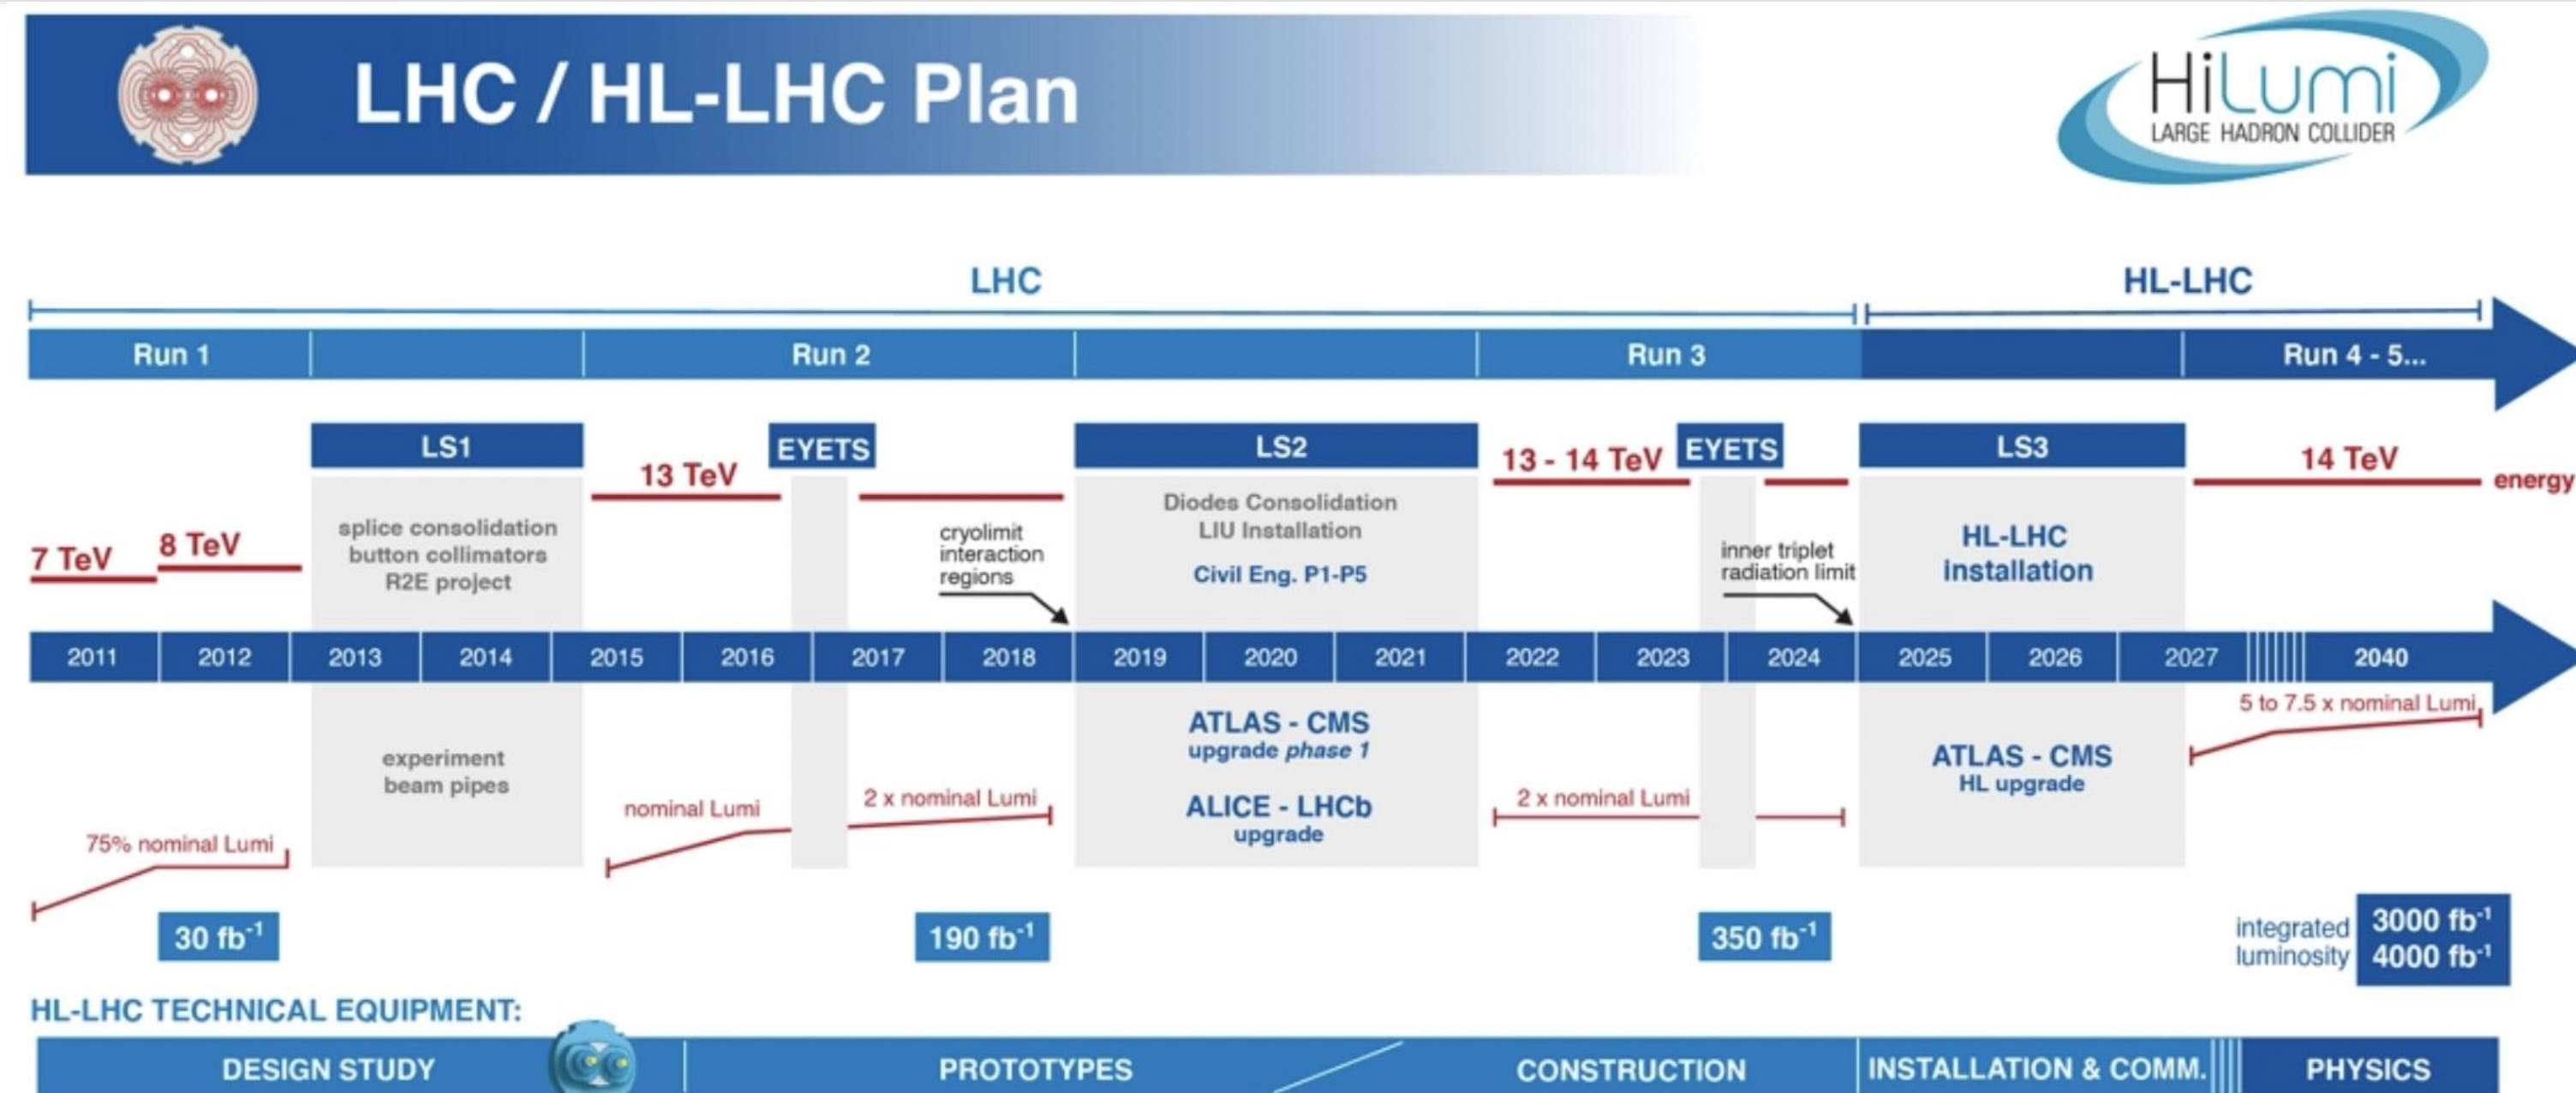 LHC / HL-LHC Plan
HiLumi
LARGE HADRON COLLIDER
LHC
HL-LHC
Run 1
Run 2
Run 3
Run 4 - 5...
LS1
EYETS
LS2
EYETS
LS3
13 TeV
13 - 14 TeV
14 TeV
energy
7 TeV
8 TeV
splice consolidation
button collimators
R2E project
cryolimit
interaction
regions
Diodes Consolidation
LIU Installation
Civil Eng. P1-P5
inner triplet
radiation limit
HL-LHC
installation
2011
2012
2013
2014
2015
2016
2017
2018
2019
2020
2021
2022
2023
2024
2025
2026
2027
2040
5 to 7.5 x nominal Lumi
experiment
beam pipes
ATLAS - CMS
upgrade phase 1
ALICE - LHCb
upgrade
ATLAS - CMS
HL upgrade
75% nominal Lumi
nominal Lumi
2 x nominal Lumi
2 x nominal Lumi
30 fb⁻¹
190 fb⁻¹
350 fb⁻¹
integrated
luminosity
3000 fb⁻¹
4000 fb⁻¹
HL-LHC TECHNICAL EQUIPMENT:
DESIGN STUDY
PROTOTYPES
CONSTRUCTION
INSTALLATION & COMM.
PHYSICS